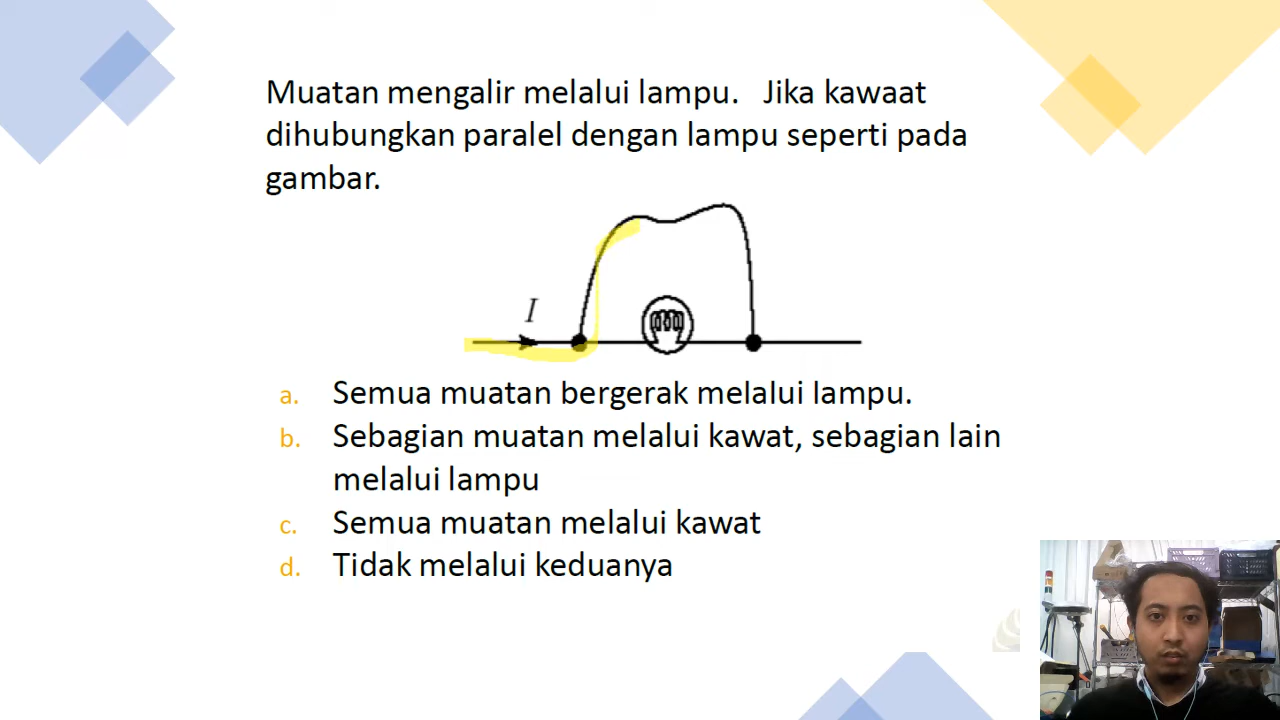 Muatan mengalir melalui lampu. Jika kawaat
dihubungkan paralel dengan lampu seperti pada
gambar.
I
a. Semua muatan bergerak melalui lampu.
b. Sebagian muatan melalui kawat, sebagian lain
melalui lampu
c. Semua muatan melalui kawat
d. Tidak melalui keduanya